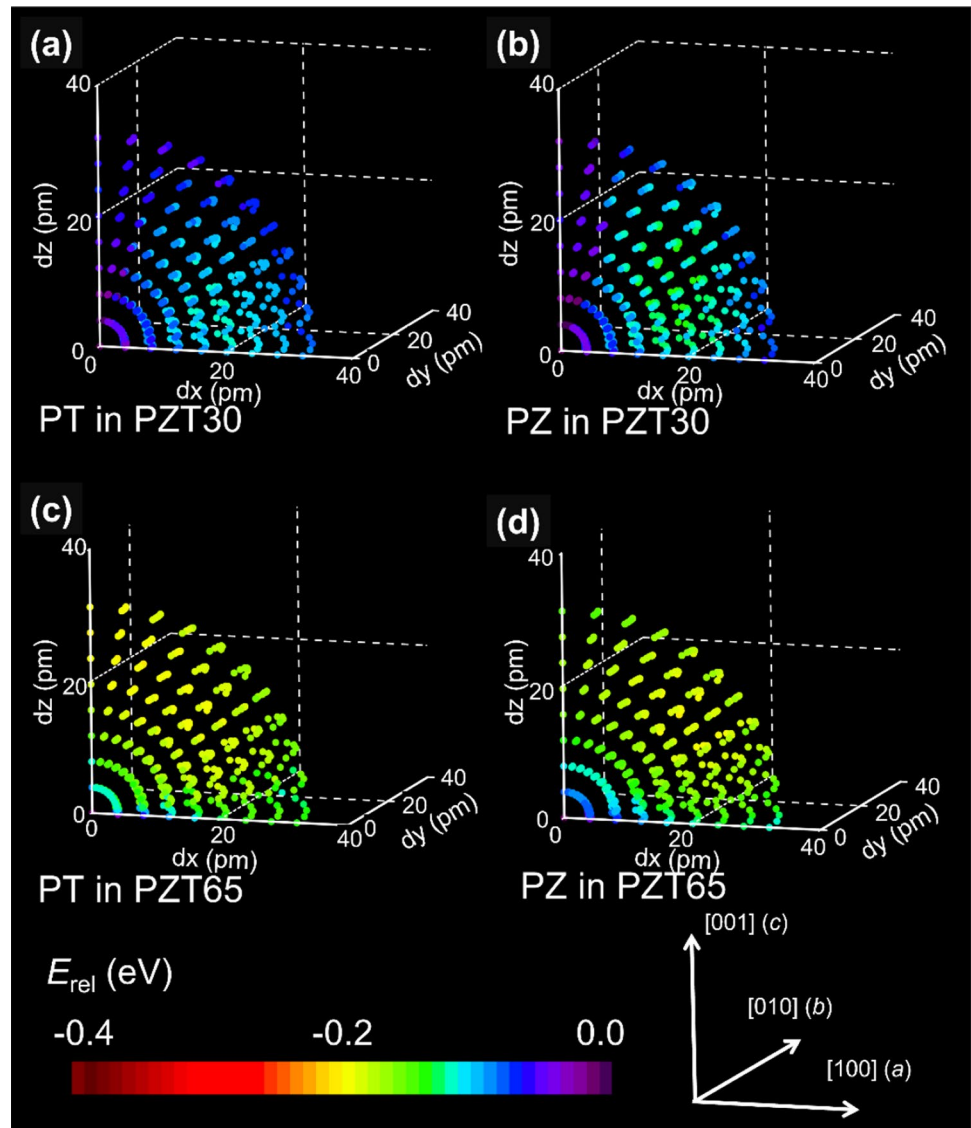 (a)
40
20
0
dz (pm)
0
20
40
dx (pm)
0
20
40
dy (pm)
PT in PZT30
(b)
40
20
0
dz (pm)
0
20
40
dx (pm)
0
20
40
dy (pm)
PZ in PZT30
(c)
40
20
0
dz (pm)
0
20
40
dx (pm)
0
20
40
dy (pm)
PT in PZT65
(d)
40
20
0
dz (pm)
0
20
40
dx (pm)
0
20
40
dy (pm)
PZ in PZT65
E_rel (eV)
-0.4 -0.2 0.0
[001] (c)
[010] (b)
[100] (a)